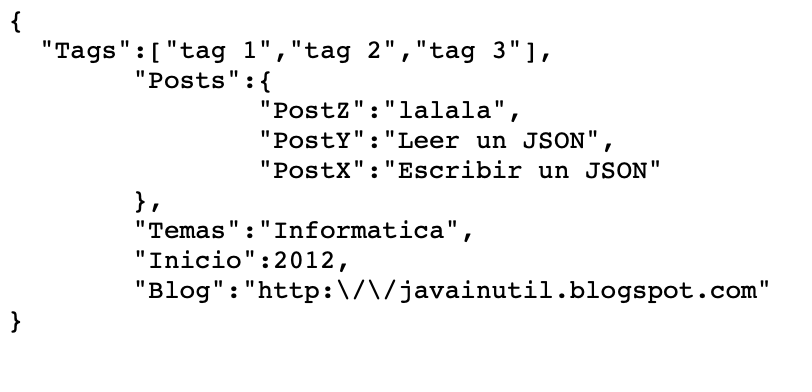 {
"Tags":["tag 1","tag 2","tag 3"],
"Posts":{
"PostZ":"lalala",
"PostY":"Leer un JSON",
"PostX":"Escribir un JSON"
},
"Temas":"Informatica",
"Inicio":2012,
"Blog":"http:\/\/javainutil.blogspot.com"
}